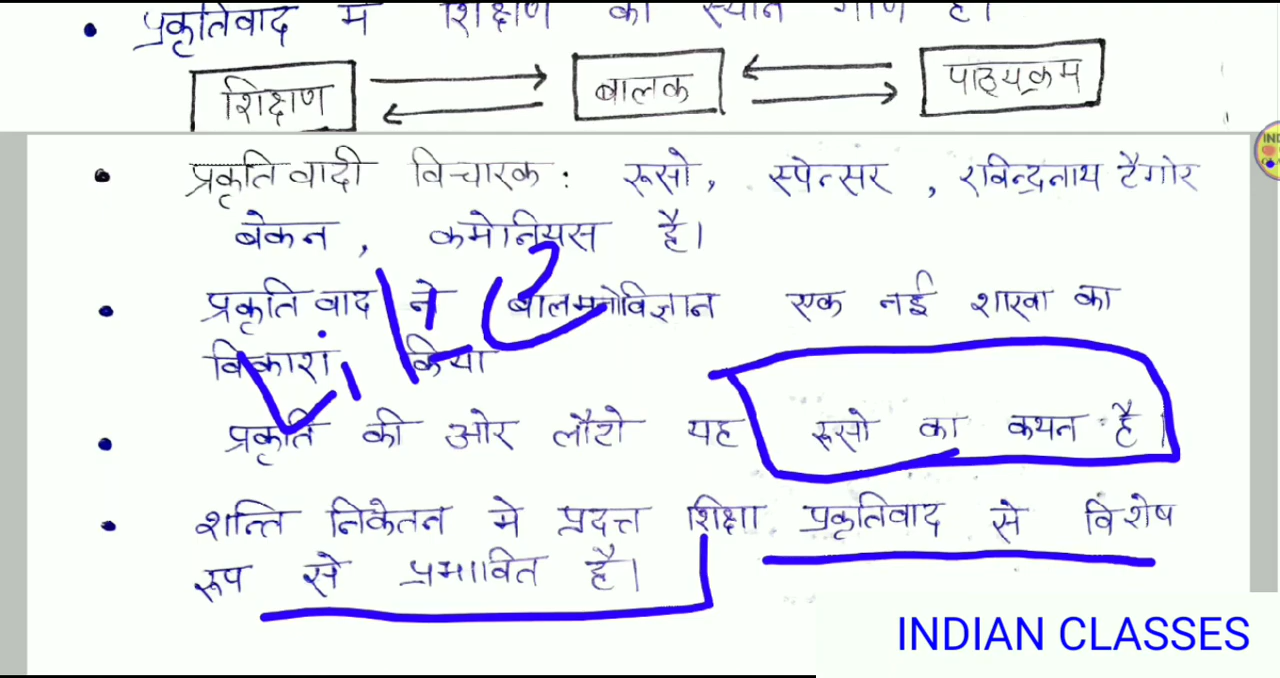 प्रकृतिवाद में शिक्षण का स्थान गौण है।
शिक्षण बालक पाठ्यक्रम
प्रकृतिवादी विचारक: रूसो, स्पेन्सर, रविन्द्रनाथ टैगोर
बेकन, कमेनियस है।
प्रकृतिवाद ने बालमनोविज्ञान एक नई शाखा का
विकाश किया
प्रकृति की ओर लौटो यह रूसो का कथन है।
शन्ति निकेतन मे प्रदत्त शिक्षा प्रकृतिवाद से विशेष
रूप से प्रभावित है।
INDIAN CLASSES